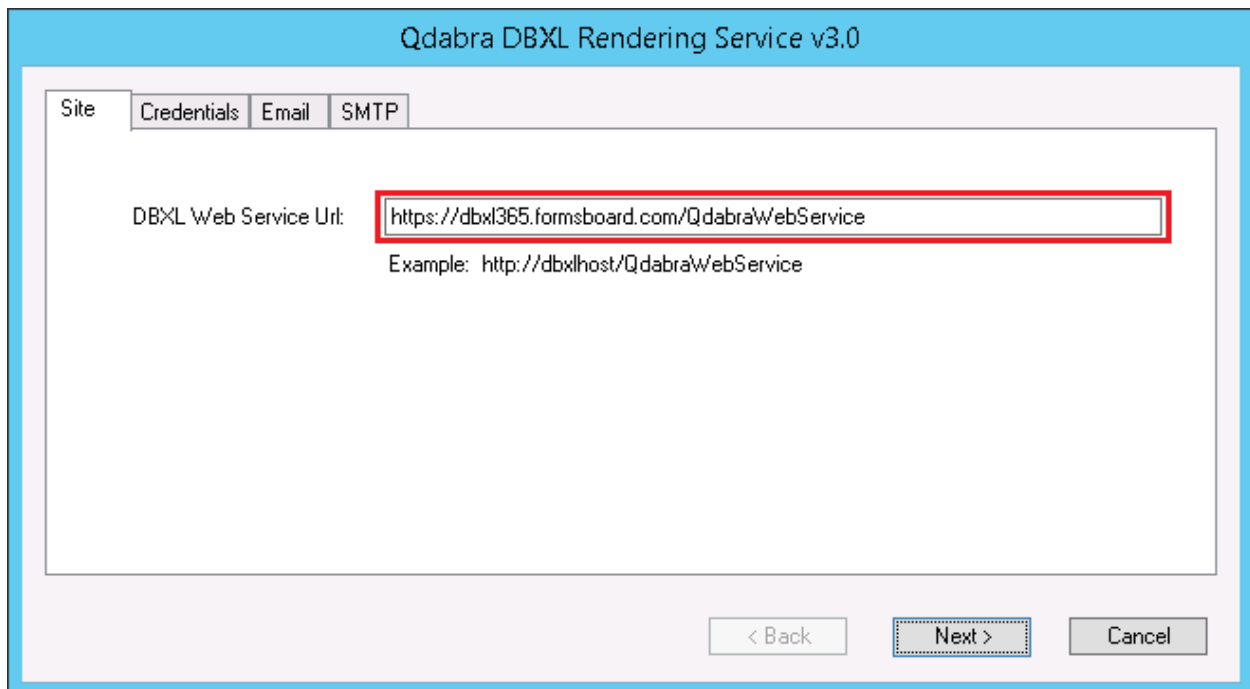 Qdabra DBXL Rendering Service v3.0
Site Credentials Email SMTP
DBXL Web Service Url: https://dbxl365.formsboard.com/QdabraWebService
Example: http://dbxlhost/QdabraWebService
< Back Next > Cancel